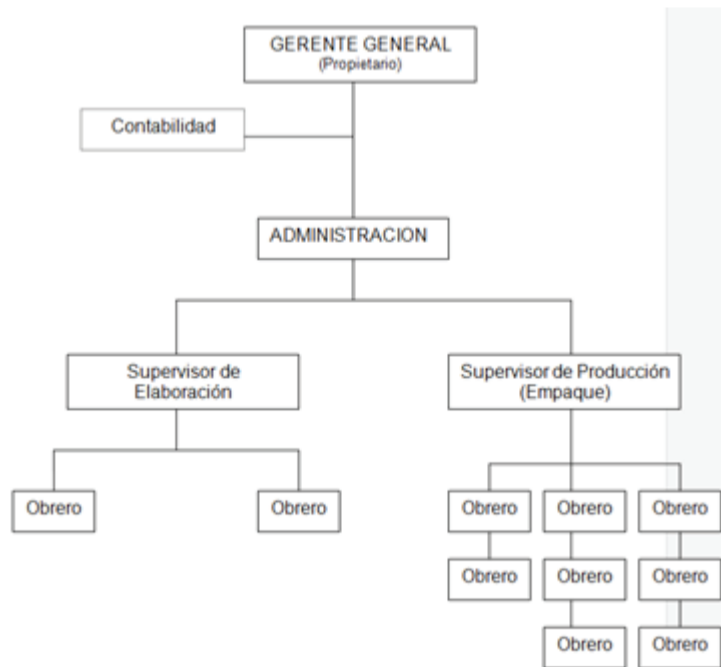 GERENTE GENERAL
(Propietario)
Contabilidad
ADMINISTRACION
Supervisor de
Elaboración
Supervisor de Producción
(Empaque)
Obrero
Obrero
Obrero
Obrero
Obrero
Obrero
Obrero
Obrero
Obrero
Obrero